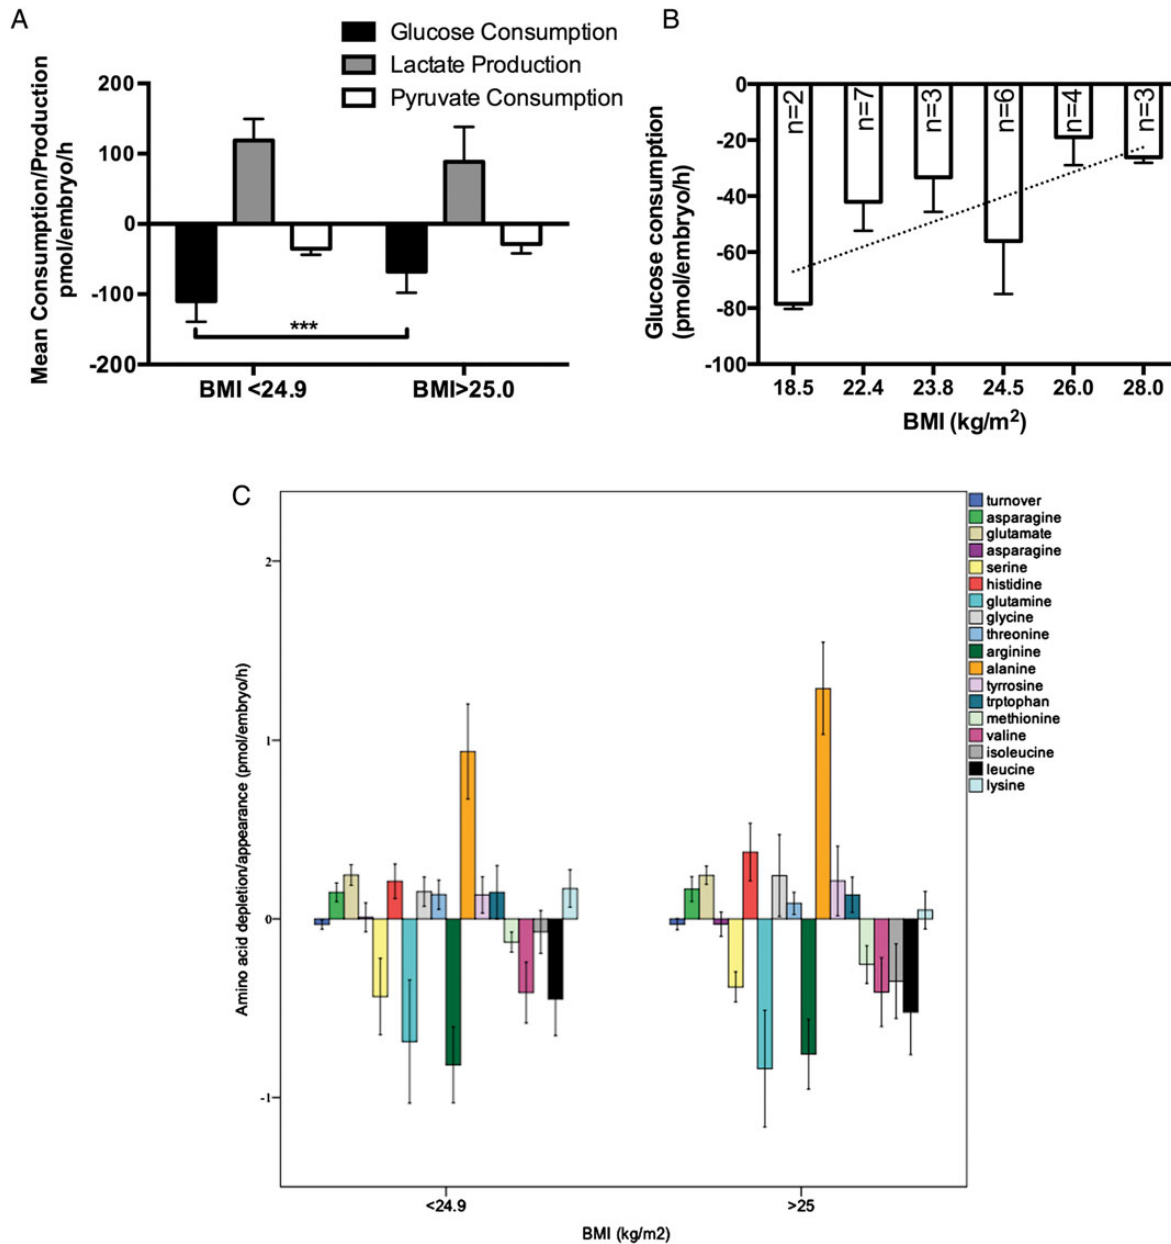 A
Glucose Consumption
Lactate Production
Pyruvate Consumption
Mean Consumption/Production
pmol/embryo/h
200
100
0
-100
-200
***
BMI <24.9
BMI>25.0
B
Glucose consumption
(pmol/embryo/h)
0
-20
-40
-60
-80
-100
n=2
n=7
n=3
n=6
n=4
n=3
18.5
22.4
23.8
24.5
26.0
28.0
BMI (kg/m²)
C
Amino acid depletion/appearance (pmol/embryo/h)
2
1
0
-1
<24.9
>25
BMI (kg/m2)
turnover
asparagine
glutamate
asparagine
serine
histidine
glutamine
glycine
threonine
arginine
alanine
tyrrosine
trptophan
methionine
valine
isoleucine
leucine
lysine